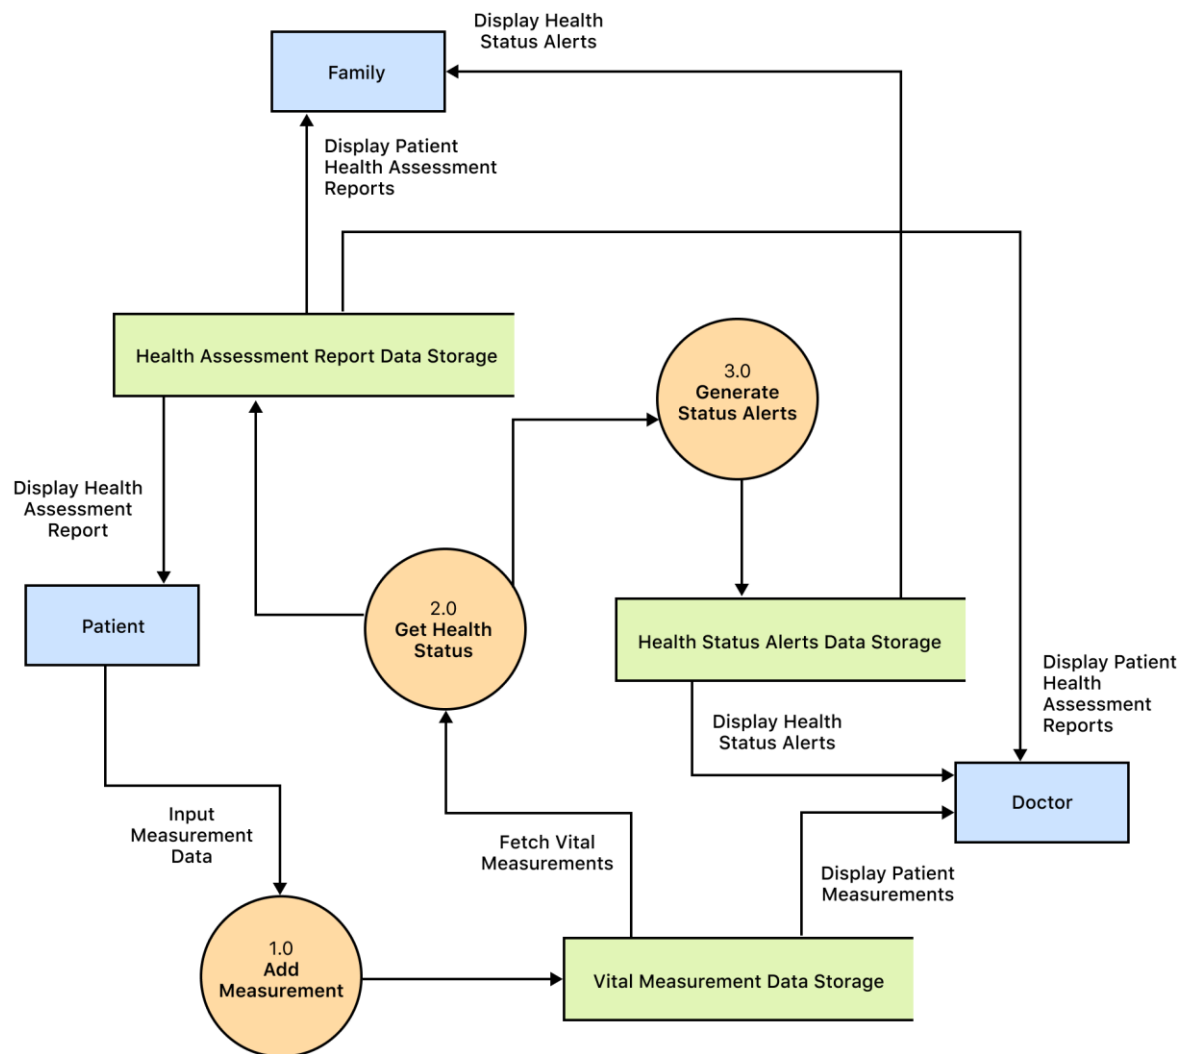 Display Health
Status Alerts
Family
Display Patient
Health Assessment
Reports
Health Assessment Report Data Storage
3.0
Generate
Status Alerts
Display Health
Assessment
Report
2.0
Get Health
Status
Patient
Health Status Alerts Data Storage
Display Patient
Health
Assessment
Reports
Display Health
Status Alerts
Doctor
Input
Measurement
Data
Fetch Vital
Measurements
Display Patient
Measurements
1.0
Add
Measurement
Vital Measurement Data Storage